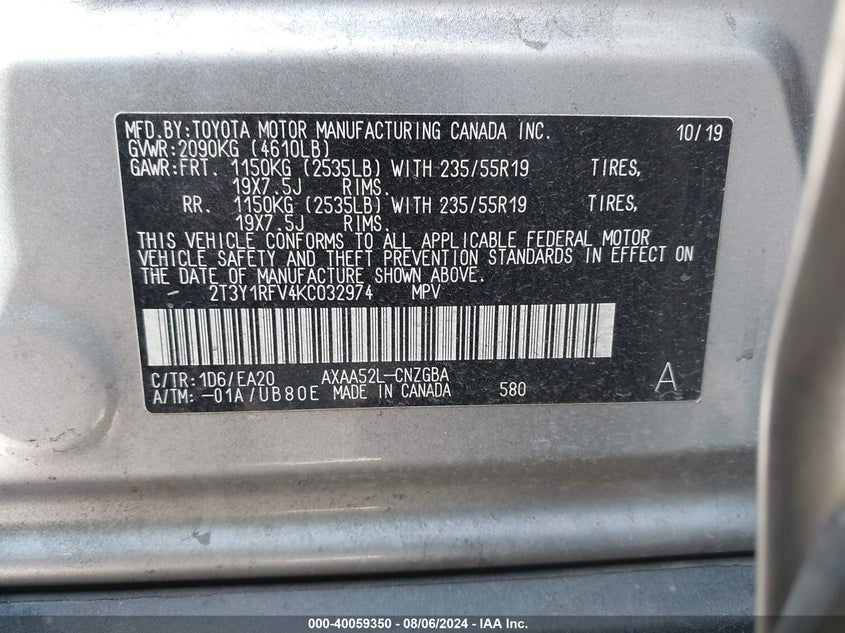 MFD.BY:TOYOTA MOTOR MANUFACTURING CANADA INC. 10/19
GVWR:2090KG (4610LB)
GAWR:FRT. 1150KG (2535LB) WITH 235/55R19 TIRES,
19X7.5J RIMS.
RR. 1150KG (2535LB) WITH 235/55R19 TIRES,
19X7.5J RIMS.
THIS VEHICLE CONFORMS TO ALL APPLICABLE FEDERAL MOTOR
VEHICLE SAFETY AND THEFT PREVENTION STANDARDS IN EFFECT ON
THE DATE OF MANUFACTURE SHOWN ABOVE.
2T3Y1RFV4KC032974 MPV
C/TR:1D6/EA20 AXAA52L-CNZGBA A
A/TM:-01A/UB80E MADE IN CANADA 580
000-40059350 - 08/06/2024 - IAA Inc.